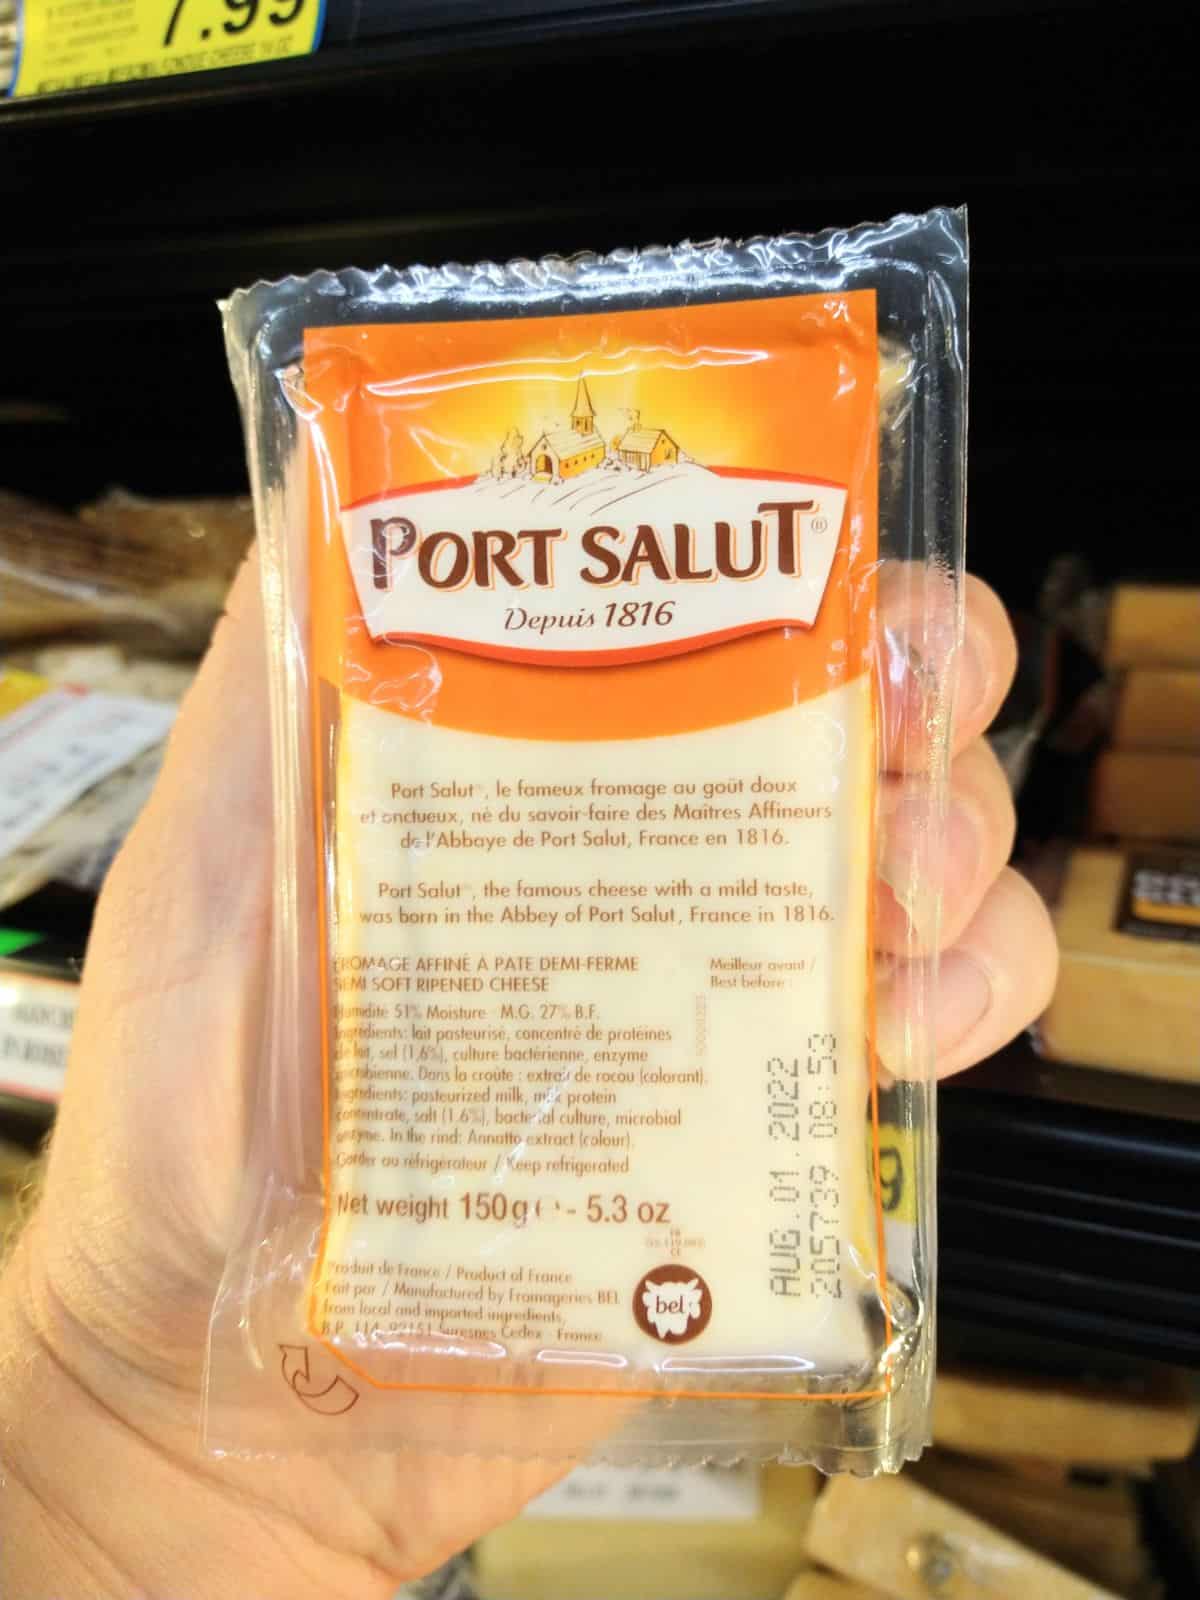 7.99
PORT SALUT®
Depuis 1816
Port Salut, le fameux fromage au goût doux
et onctueux, né du savoir-faire des Maîtres Affineurs
de l'Abbaye de Port Salut, France en 1816.
Port Salut, the famous cheese with a mild taste,
was born in the Abbey of Port Salut, France in 1816.
FROMAGE AFFINÉ À PATE DEMI-FERME
SEMI SOFT RIPENED CHEESE
Meilleur avant /
Best before :
Humidité 51% Moisture - M.G. 27% B.F.
Ingrédients: lait pasteurisé, concentré de protéines
de lait, sel (1,6%), culture bactérienne, enzyme
microbienne. Dans la croûte : extrait de rocou (colorant).
Ingredients: pasteurized milk, milk protein
concentrate, salt (1.6%), bacterial culture, microbial
enzyme. In the rind: Annatto extract (colour).
Garder au réfrigérateur / Keep refrigerated
AUG.01.2022
205739 08:53
Net weight 150g e - 5.3 oz
Produit de France / Product of France
Fait par / Manufactured by Fromageries BEL
from local and imported ingredients,
B.P. 114-92151 Suresnes Cedex - France
bel